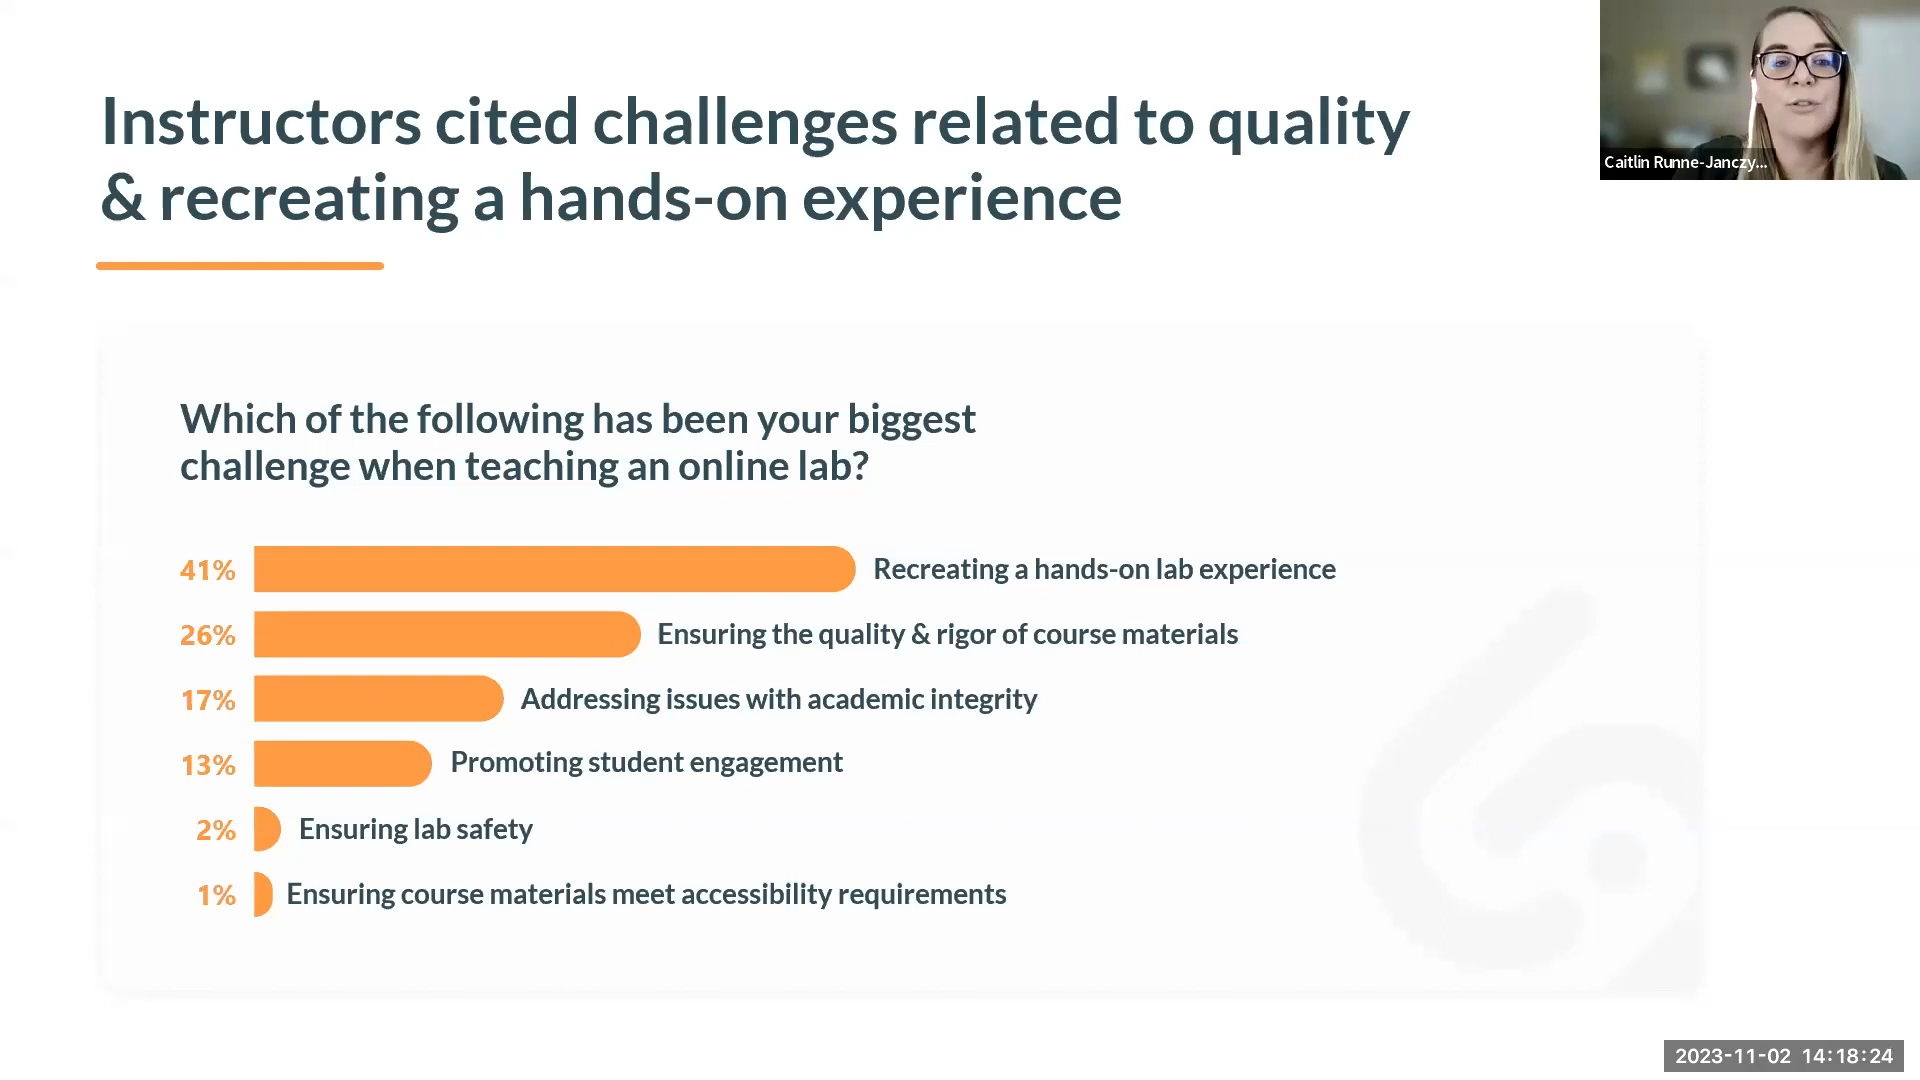 Instructors cited challenges related to quality
& recreating a hands-on experience
Caitlin Runne-Janczy...
Which of the following has been your biggest
challenge when teaching an online lab?
41% Recreating a hands-on lab experience
26% Ensuring the quality & rigor of course materials
17% Addressing issues with academic integrity
13% Promoting student engagement
2% Ensuring lab safety
1% Ensuring course materials meet accessibility requirements
2023-11-02 14:18:24